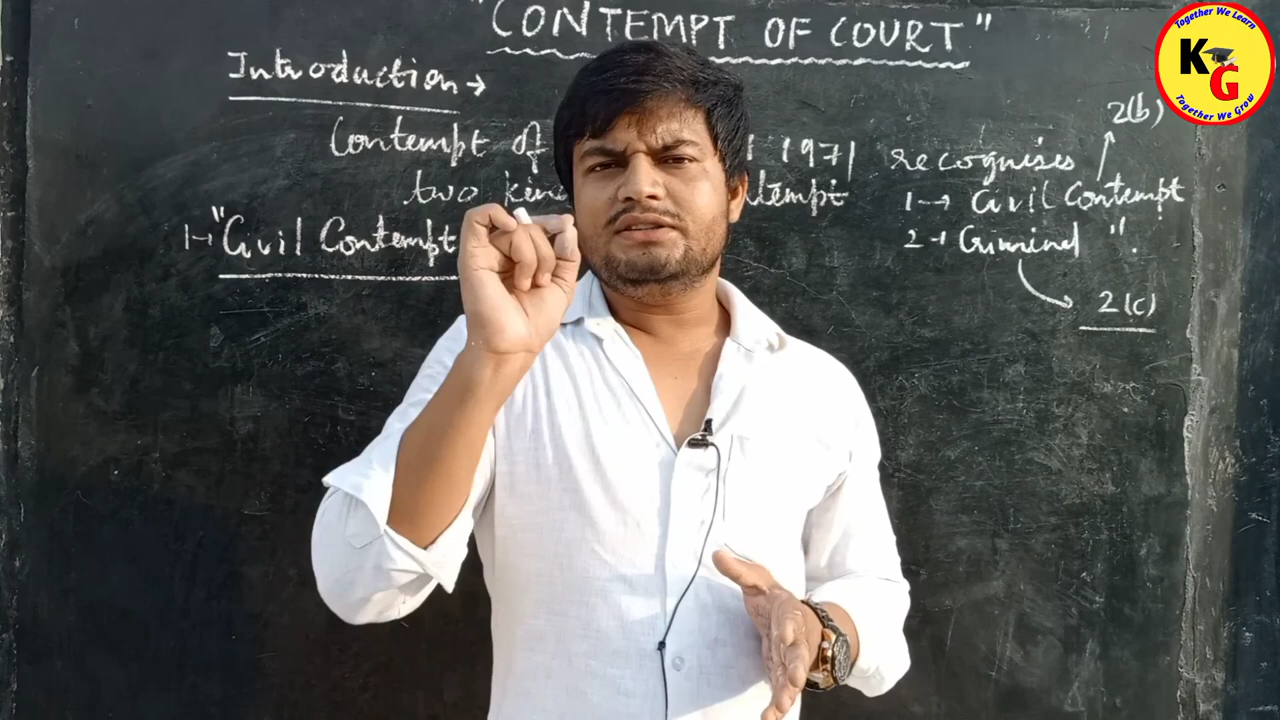 "CONTEMPT OF COURT"
Introduction →
Contempt of 1971 recognises
two kin tempt
1→ Civil Contempt
2→ Criminal ".
2(b)
2(c)
1→ "Civil Contempt
Together We Learn
KG
Together We Grow